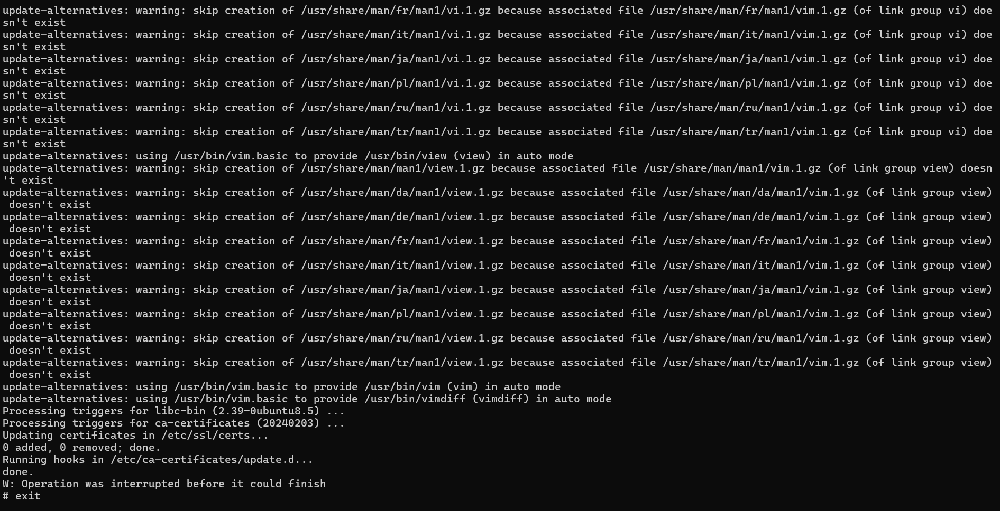 update-alternatives: warning: skip creation of /usr/share/man/fr/man1/vi.1.gz because associated file /usr/share/man/fr/man1/vim.1.gz (of link group vi) doe
sn't exist
update-alternatives: warning: skip creation of /usr/share/man/it/man1/vi.1.gz because associated file /usr/share/man/it/man1/vim.1.gz (of link group vi) doe
sn't exist
update-alternatives: warning: skip creation of /usr/share/man/ja/man1/vi.1.gz because associated file /usr/share/man/ja/man1/vim.1.gz (of link group vi) doe
sn't exist
update-alternatives: warning: skip creation of /usr/share/man/pl/man1/vi.1.gz because associated file /usr/share/man/pl/man1/vim.1.gz (of link group vi) doe
sn't exist
update-alternatives: warning: skip creation of /usr/share/man/ru/man1/vi.1.gz because associated file /usr/share/man/ru/man1/vim.1.gz (of link group vi) doe
sn't exist
update-alternatives: warning: skip creation of /usr/share/man/tr/man1/vi.1.gz because associated file /usr/share/man/tr/man1/vim.1.gz (of link group vi) doe
sn't exist
update-alternatives: using /usr/bin/vim.basic to provide /usr/bin/view (view) in auto mode
update-alternatives: warning: skip creation of /usr/share/man/man1/view.1.gz because associated file /usr/share/man/man1/vim.1.gz (of link group view) doesn
't exist
update-alternatives: warning: skip creation of /usr/share/man/da/man1/view.1.gz because associated file /usr/share/man/da/man1/vim.1.gz (of link group view)
 doesn't exist
update-alternatives: warning: skip creation of /usr/share/man/de/man1/view.1.gz because associated file /usr/share/man/de/man1/vim.1.gz (of link group view)
 doesn't exist
update-alternatives: warning: skip creation of /usr/share/man/fr/man1/view.1.gz because associated file /usr/share/man/fr/man1/vim.1.gz (of link group view)
 doesn't exist
update-alternatives: warning: skip creation of /usr/share/man/it/man1/view.1.gz because associated file /usr/share/man/it/man1/vim.1.gz (of link group view)
 doesn't exist
update-alternatives: warning: skip creation of /usr/share/man/ja/man1/view.1.gz because associated file /usr/share/man/ja/man1/vim.1.gz (of link group view)
 doesn't exist
update-alternatives: warning: skip creation of /usr/share/man/pl/man1/view.1.gz because associated file /usr/share/man/pl/man1/vim.1.gz (of link group view)
 doesn't exist
update-alternatives: warning: skip creation of /usr/share/man/ru/man1/view.1.gz because associated file /usr/share/man/ru/man1/vim.1.gz (of link group view)
 doesn't exist
update-alternatives: warning: skip creation of /usr/share/man/tr/man1/view.1.gz because associated file /usr/share/man/tr/man1/vim.1.gz (of link group view)
 doesn't exist
update-alternatives: using /usr/bin/vim.basic to provide /usr/bin/vim (vim) in auto mode
update-alternatives: using /usr/bin/vim.basic to provide /usr/bin/vimdiff (vimdiff) in auto mode
Processing triggers for libc-bin (2.39-0ubuntu8.5) ...
Processing triggers for ca-certificates (20240203) ...
Updating certificates in /etc/ssl/certs...
0 added, 0 removed; done.
Running hooks in /etc/ca-certificates/update.d...
done.
W: Operation was interrupted before it could finish
# exit